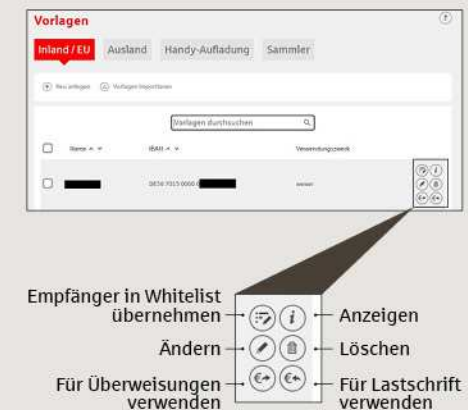 Vorlagen
?
Inland / EU Ausland Handy-Aufladung Sammler
Neu anlegen Vorlagen importieren
Vorlagen durchsuchen
Name IBAN Verwendungszweck
DE56 7015 0000
Empfänger in Whitelist
übernehmen
i
Anzeigen
Ändern
Löschen
Für Überweisungen
verwenden
€
€
Für Lastschrift
verwenden